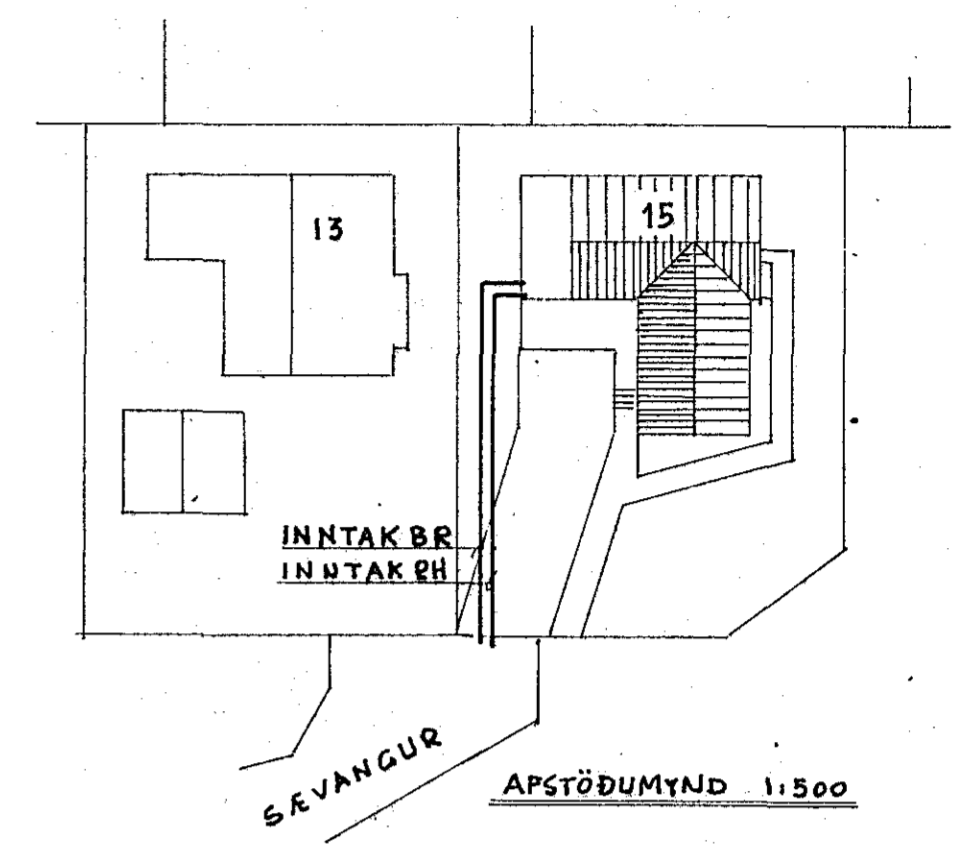 13
15
INNTAK BR
INNTAK RH
SÆVANGUR
AFSTÖÐUMYND 1:500